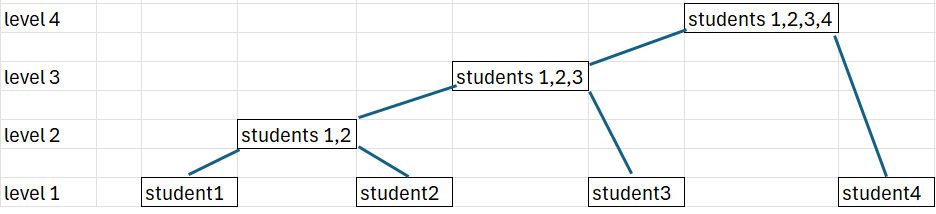 level 4
students 1,2,3,4
level 3
students 1,2,3
level 2
students 1,2
level 1
student1
student2
student3
student4